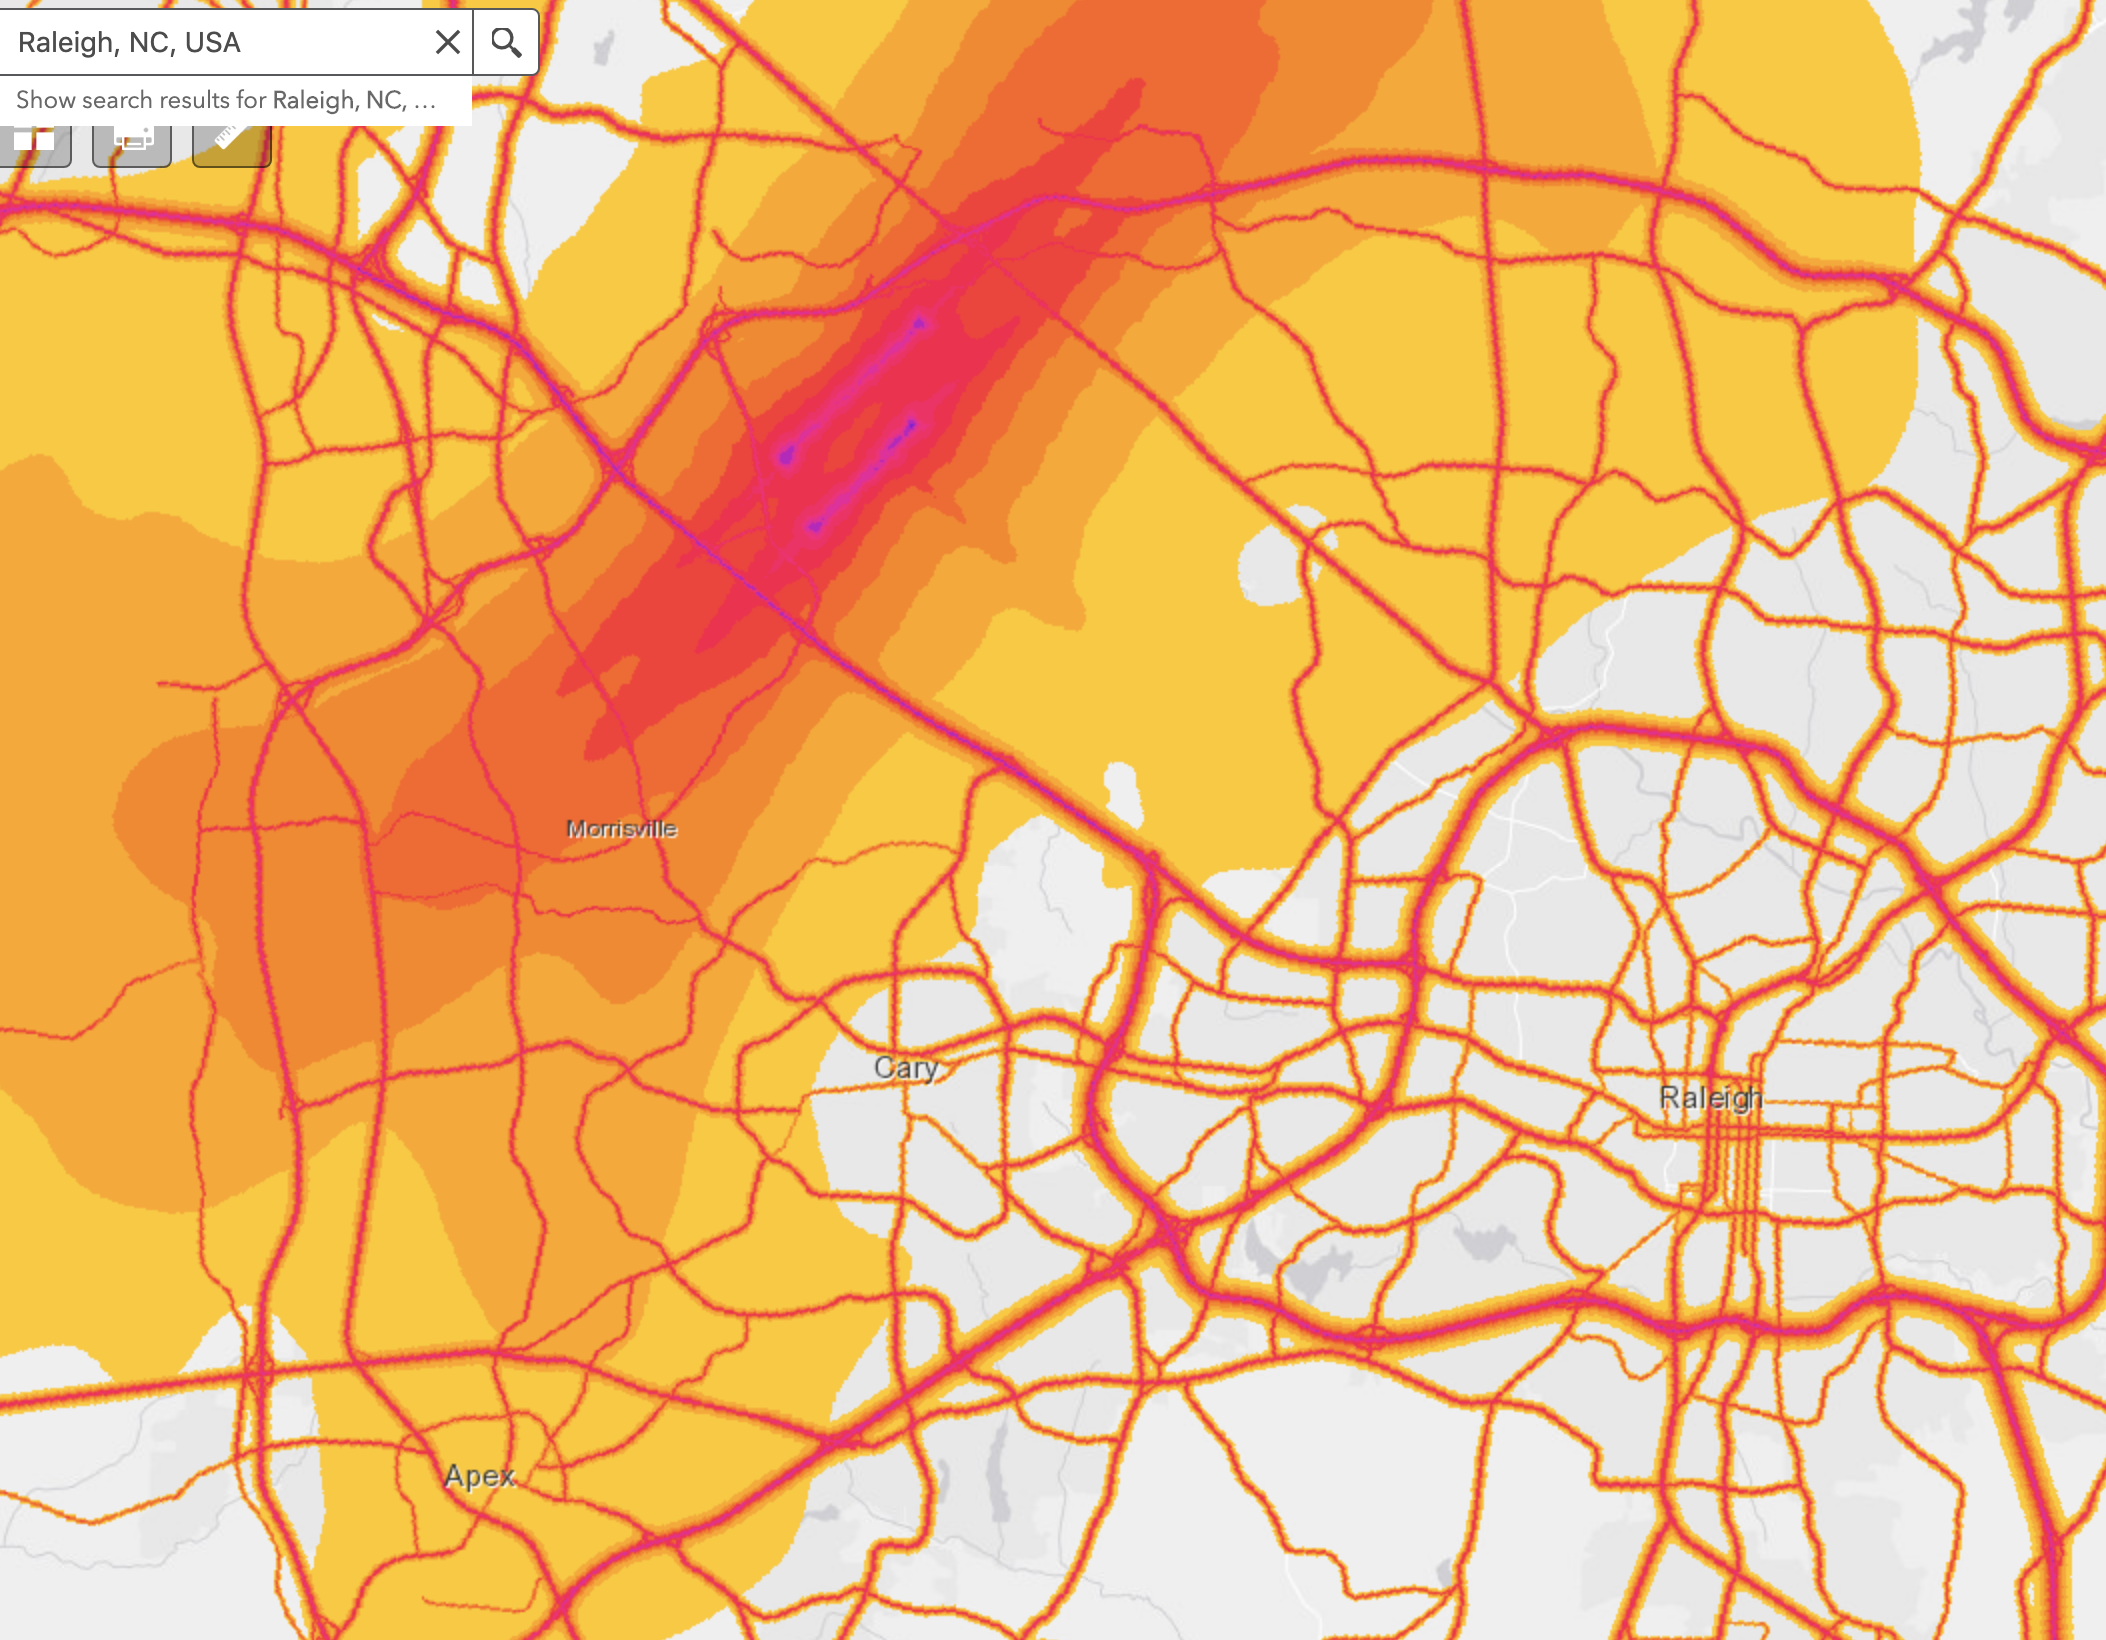 Raleigh, NC, USA
Show search results for Raleigh, NC, ...
Morrisville
Cary
Raleigh
Apex